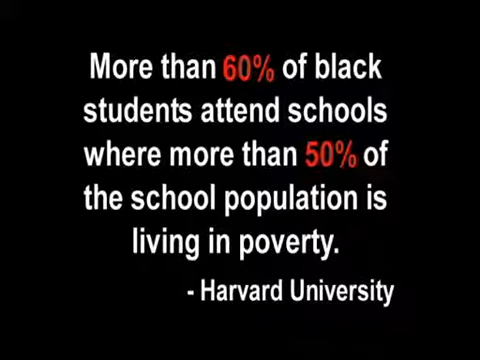 More than 60% of black
students attend schools
where more than 50% of
the school population is
living in poverty.
- Harvard University